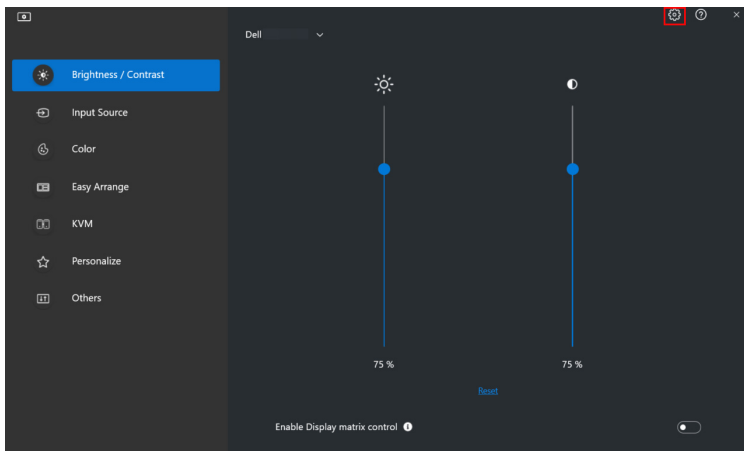 Dell
Brightness / Contrast
Input Source
Color
Easy Arrange
KVM
Personalize
Others
75 %
75 %
Reset
Enable Display matrix control